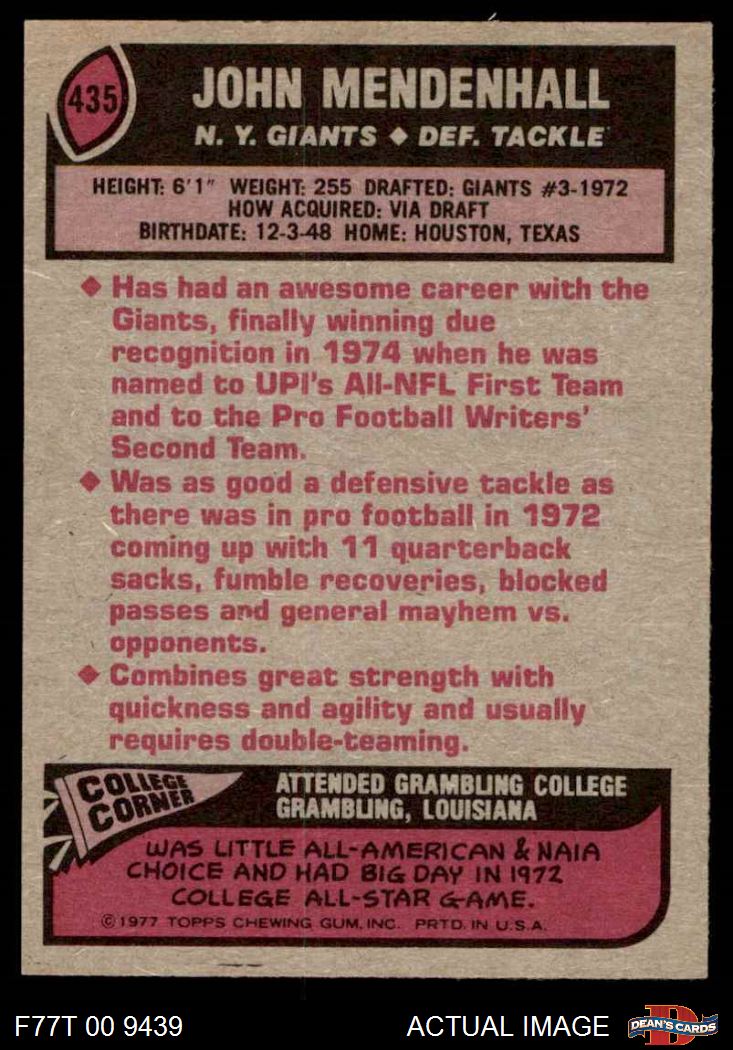 435
JOHN MENDENHALL
N. Y. GIANTS ◆ DEF. TACKLE
HEIGHT: 6'1" WEIGHT: 255 DRAFTED: GIANTS #3-1972
HOW ACQUIRED: VIA DRAFT
BIRTHDATE: 12-3-48 HOME: HOUSTON, TEXAS
◆ Has had an awesome career with the
Giants, finally winning due
recognition in 1974 when he was
named to UPI's All-NFL First Team
and to the Pro Football Writers'
Second Team.
◆ Was as good a defensive tackle as
there was in pro football in 1972
coming up with 11 quarterback
sacks, fumble recoveries, blocked
passes and general mayhem vs.
opponents.
◆ Combines great strength with
quickness and agility and usually
requires double-teaming.
COLLEGE
CORNER
ATTENDED GRAMBLING COLLEGE
GRAMBLING, LOUISIANA
WAS LITTLE ALL-AMERICAN & NAIA
CHOICE AND HAD BIG DAY IN 1972
COLLEGE ALL-STAR GAME.
© 1977 TOPPS CHEWING GUM, INC. PRTD. IN U.S.A.
F77T 00 9439
ACTUAL IMAGE
D
DEAN'S CARDS